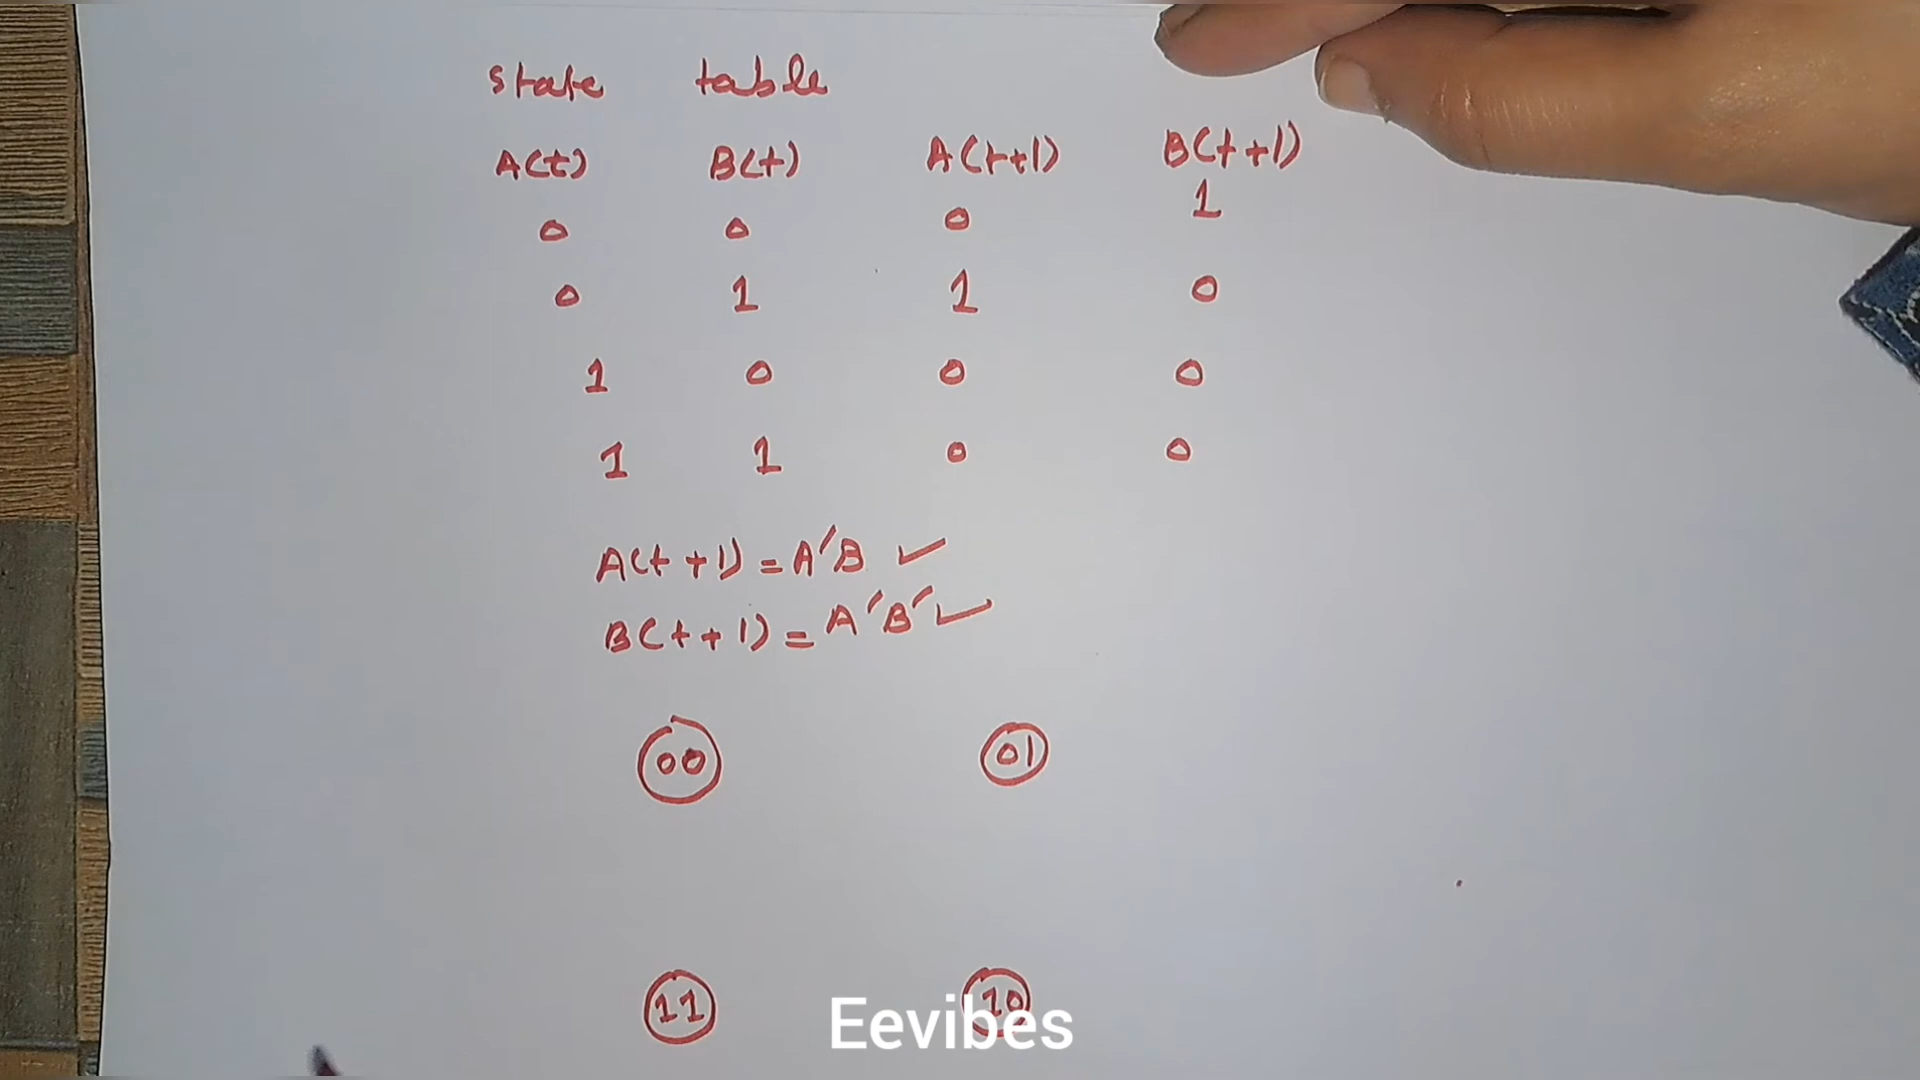 state table
A(t) B(t) A(t+1) B(t+1)
0 0 0 1
0 1 1 0
1 0 0 0
1 1 0 0
A(t+1) = A'B ✓
B(t+1) = A'B' ✓
00 01
11 10
Eevibes